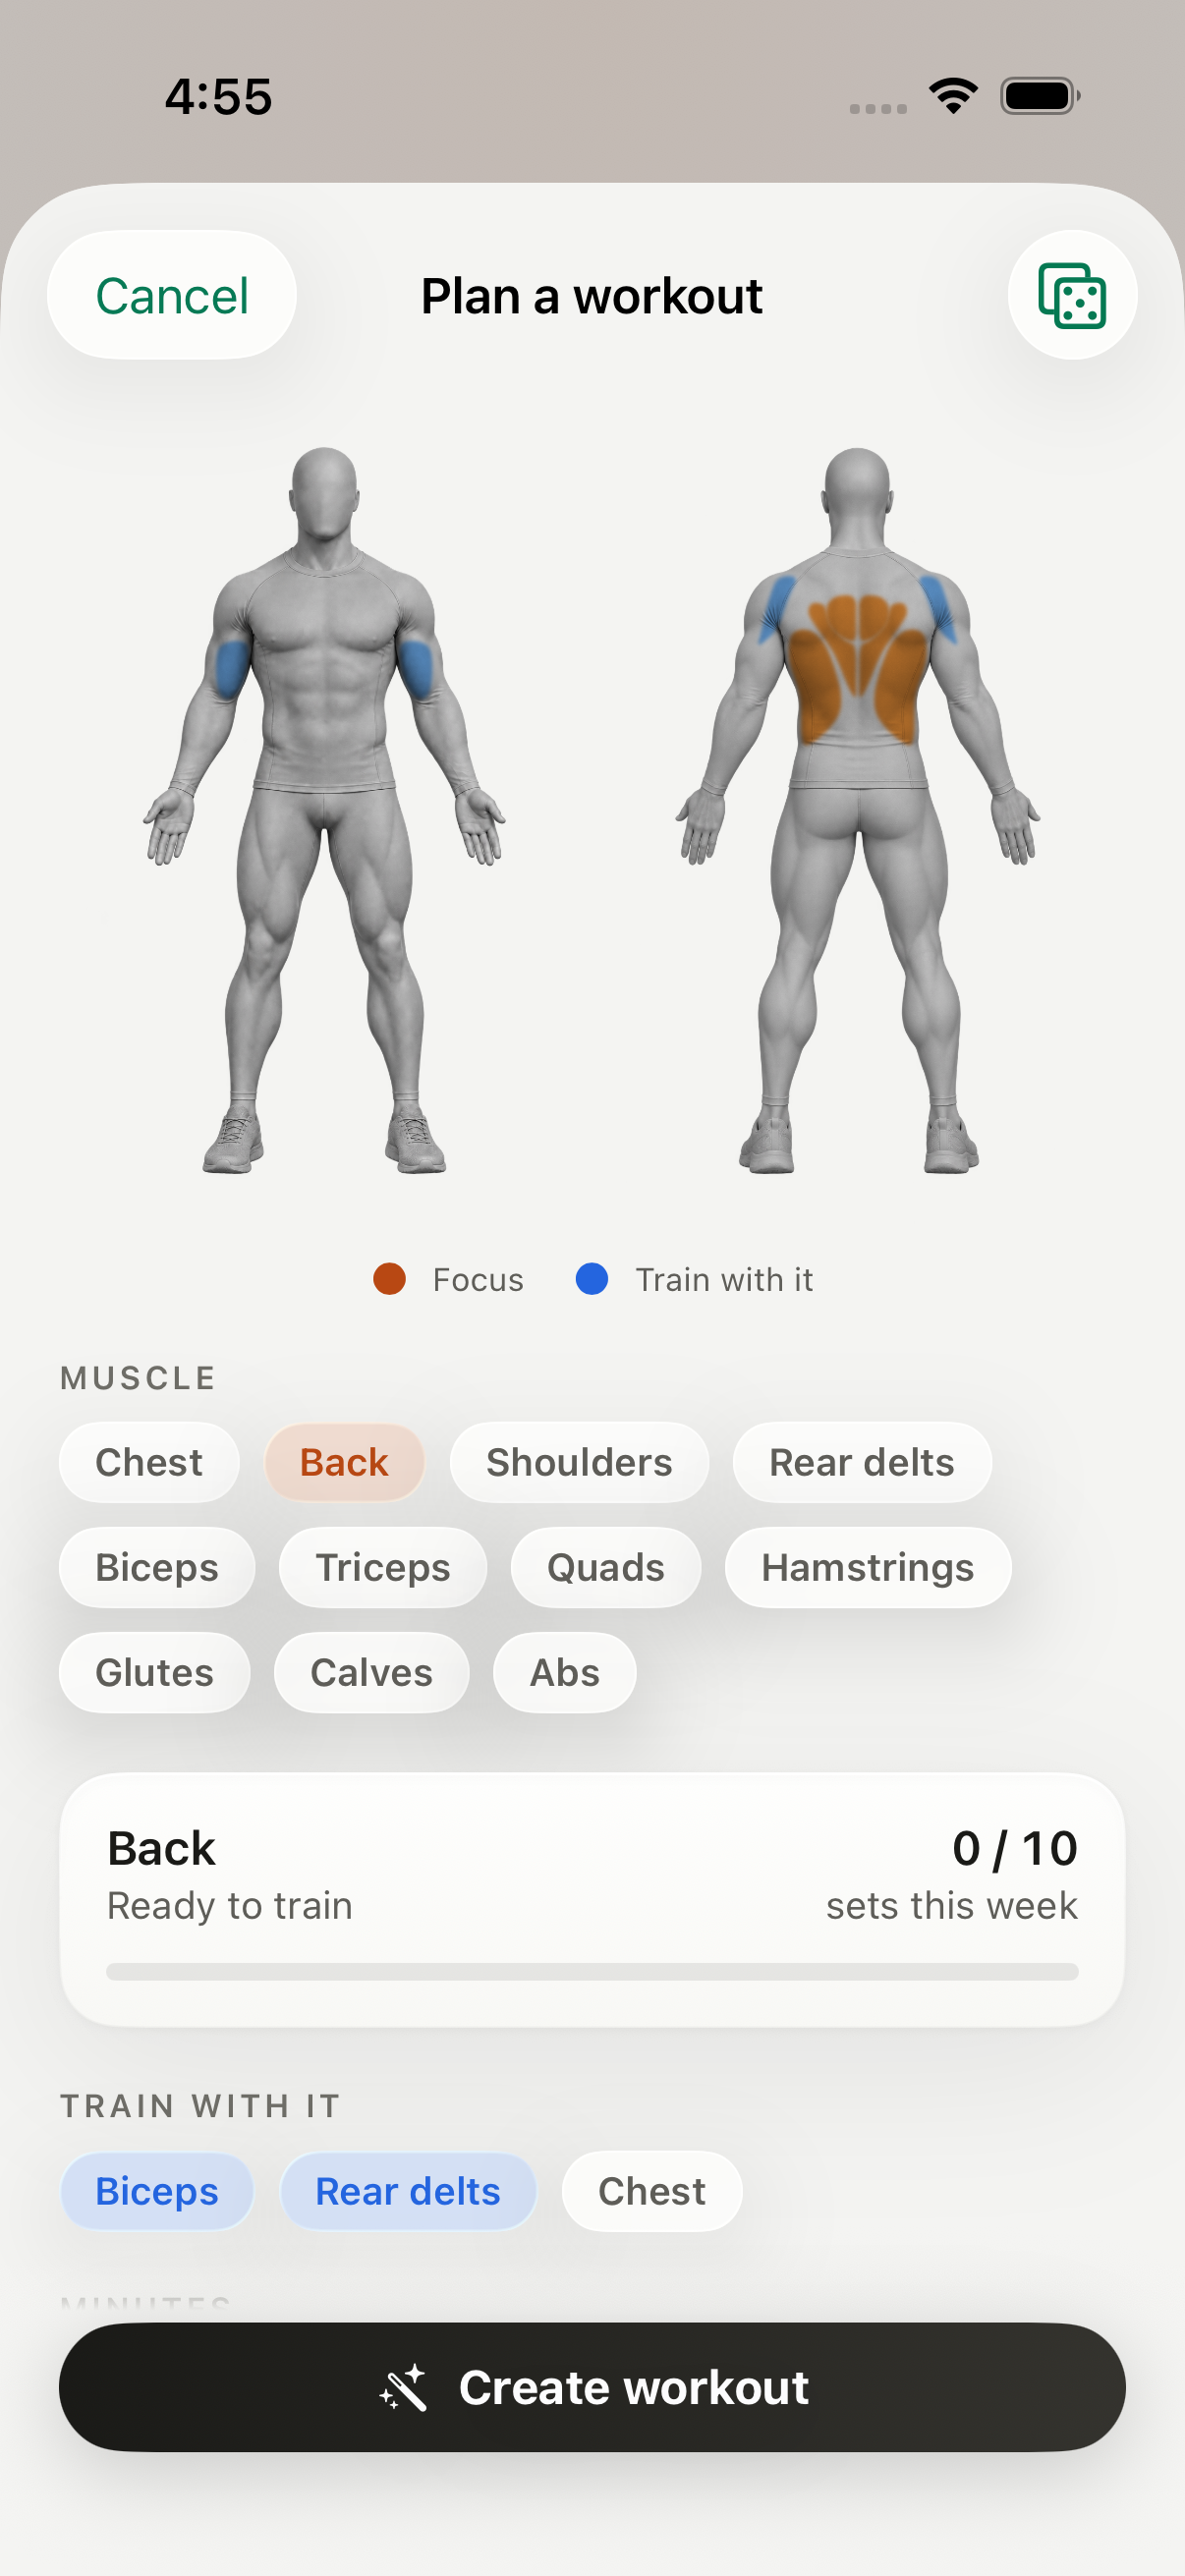 4:55
Cancel
Plan a workout
Focus
Train with it
MUSCLE
Chest
Back
Shoulders
Rear delts
Biceps
Triceps
Quads
Hamstrings
Glutes
Calves
Abs
Back
0 / 10
Ready to train
sets this week
TRAIN WITH IT
Biceps
Rear delts
Chest
MINUTES
Create workout